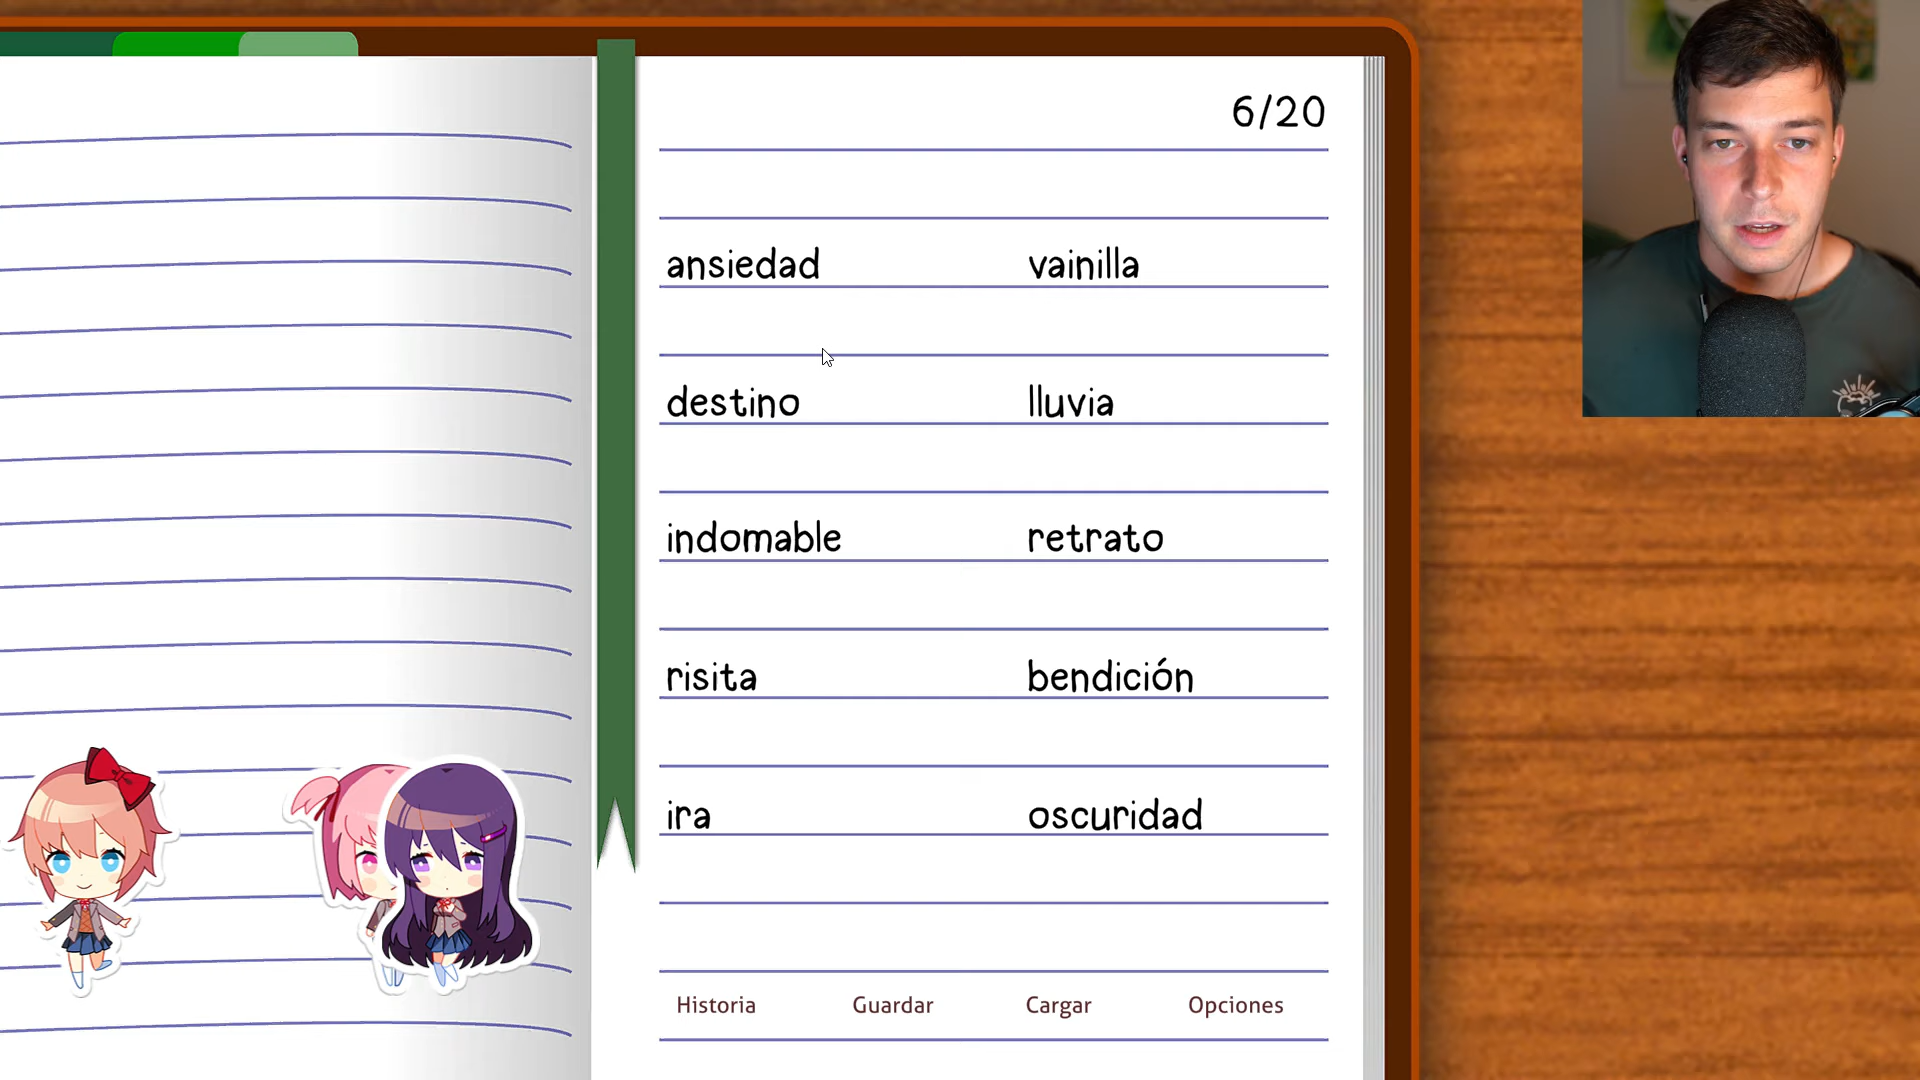 6/20
ansiedad vainilla
destino lluvia
indomable retrato
risita bendición
ira oscuridad
Historia Guardar Cargar Opciones